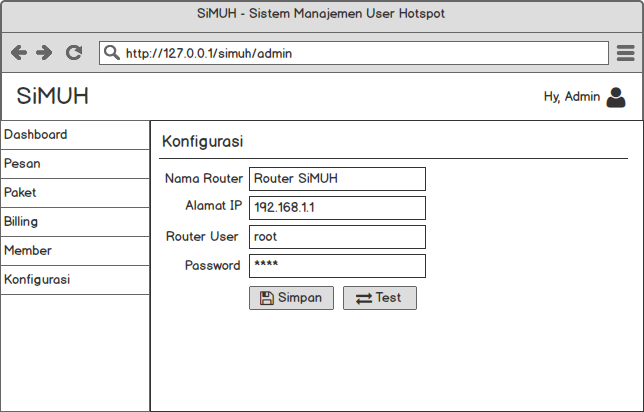 SiMUH - Sistem Manajemen User Hotspot
http://127.0.0.1/simuh/admin
SiMUH
Hy, Admin
Dashboard
Pesan
Paket
Billing
Member
Konfigurasi
Konfigurasi
Nama Router Router SiMUH
Alamat IP 192.168.1.1
Router User root
Password ****
Simpan Test